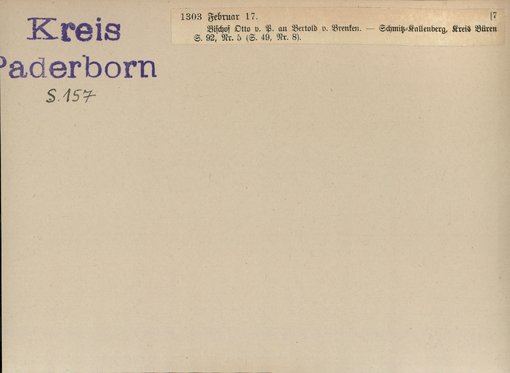 Kreis
Paderborn
S. 157
1303 Februar 17. [7
Bischof Otto v. P. an Bertold v. Brenken. — Schmitz-Kallenberg, Kreis Büren
S. 92, Nr. 5 (S. 49, Nr. 8).